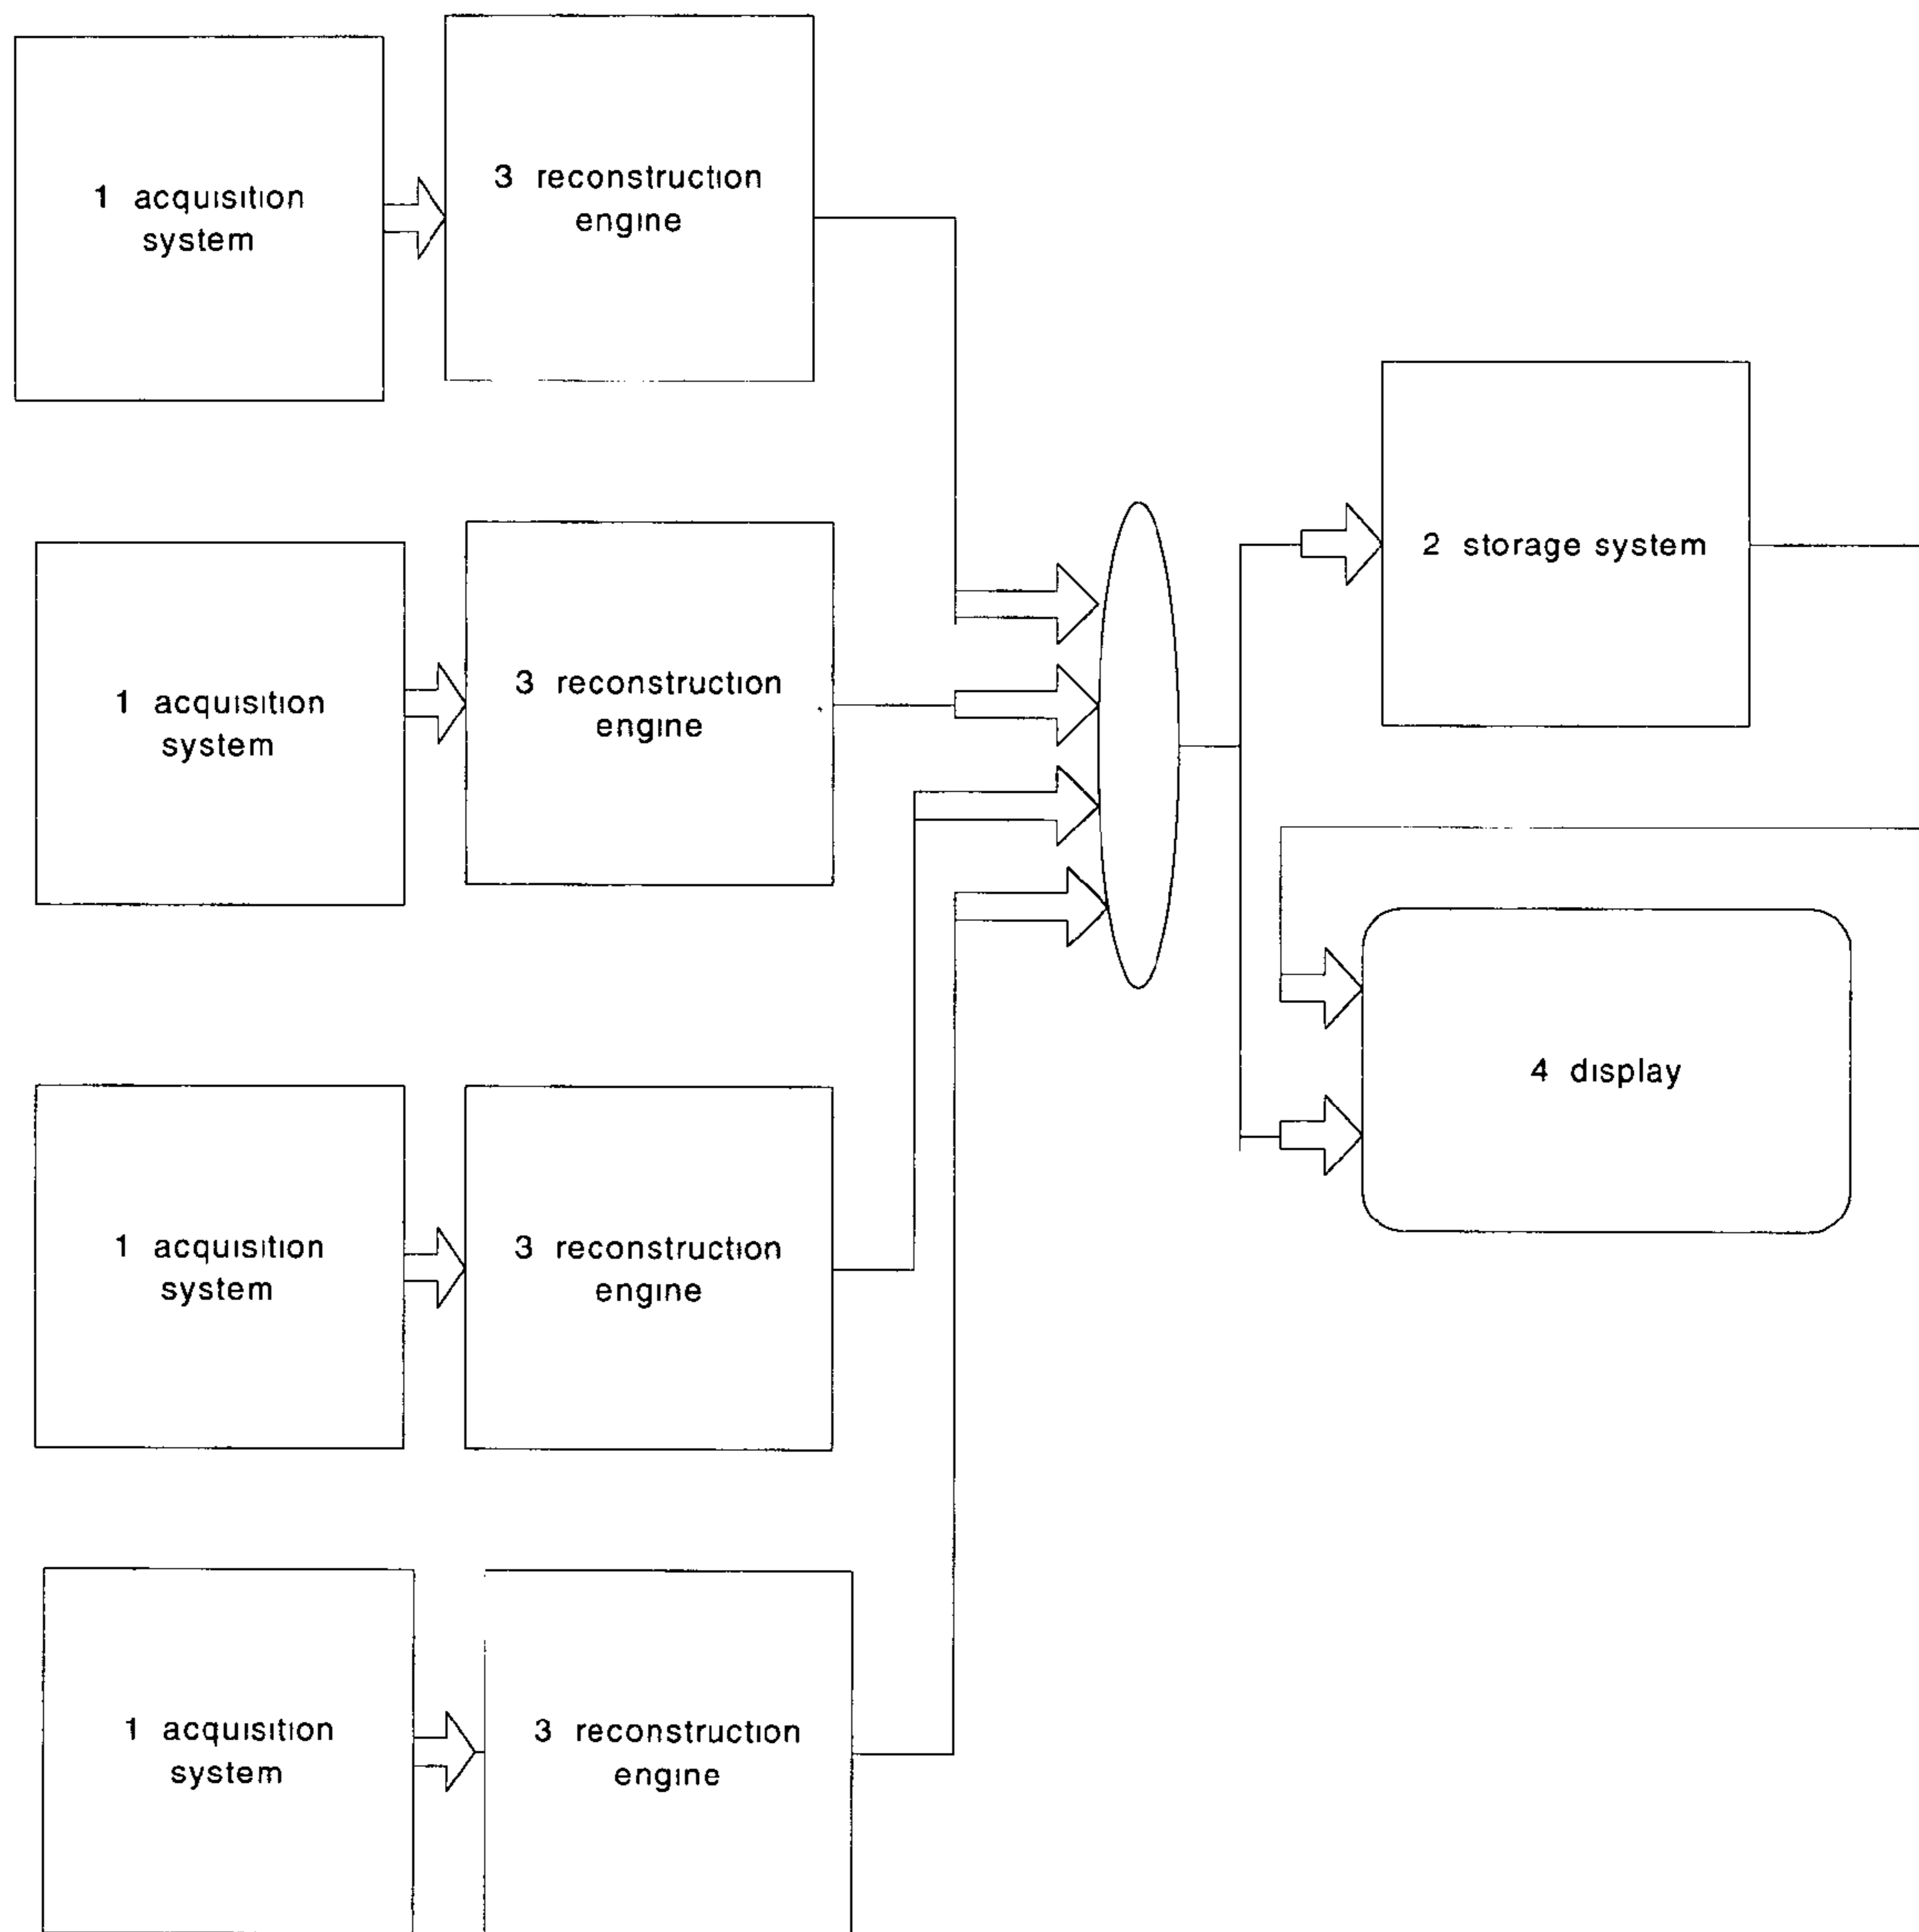 1 acquisition
system
3 reconstruction
engine
2 storage system
1 acquisition
system
3 reconstruction
engine
4 display
1 acquisition
system
3 reconstruction
engine
1 acquisition
system
3 reconstruction
engine